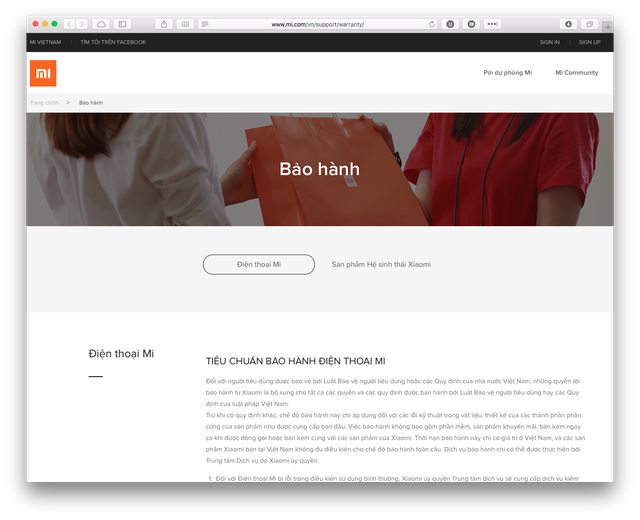 www.mi.com/vn/support/warranty/
MI VIETNAM | TÌM TÔI TRÊN FACEBOOK SIGN IN | SIGN UP
mi Pin dự phòng Mi Mi Community
Trang chính > Bảo hành
Bảo hành
Điện thoại Mi Sản phẩm Hệ sinh thái Xiaomi
Điện thoại Mi
TIÊU CHUẨN BẢO HÀNH ĐIỆN THOẠI MI
Đối với người tiêu dùng được bảo vệ bởi Luật Bảo vệ người tiêu dùng hoặc các Quy định của nhà nước Việt Nam, những quyền lợi
bảo hành từ Xiaomi là bổ sung cho tất cả các quyền và các quy định được ban hành bởi Luật Bảo vệ người tiêu dùng hay các Quy
định của luật pháp Việt Nam.
Trừ khi có quy định khác, chế độ bảo hành này chỉ áp dụng đối với các lỗi kỹ thuật trong vật liệu, thiết kế của các thành phần phần
cứng của sản phẩm như được cung cấp ban đầu. Việc bảo hành không bao gồm phần mềm, sản phẩm khuyến mãi, bán kèm ngay
cả khi được đóng gói hoặc bán kèm cùng với các sản phẩm của Xiaomi. Thời hạn bảo hành này chỉ có giá trị ở Việt Nam, và các sản
phẩm Xiaomi bán tại Việt Nam không đủ điều kiện cho chế độ bảo hành toàn cầu. Dịch vụ bảo hành chỉ có thể được thực hiện bởi
Trung tâm Dịch vụ do Xiaomi ủy quyền.
1. Đối với Điện thoại Mi bị lỗi trong điều kiện sử dụng bình thường, Xiaomi ủy quyền Trung tâm dịch vụ sẽ cung cấp dịch vụ kiểm